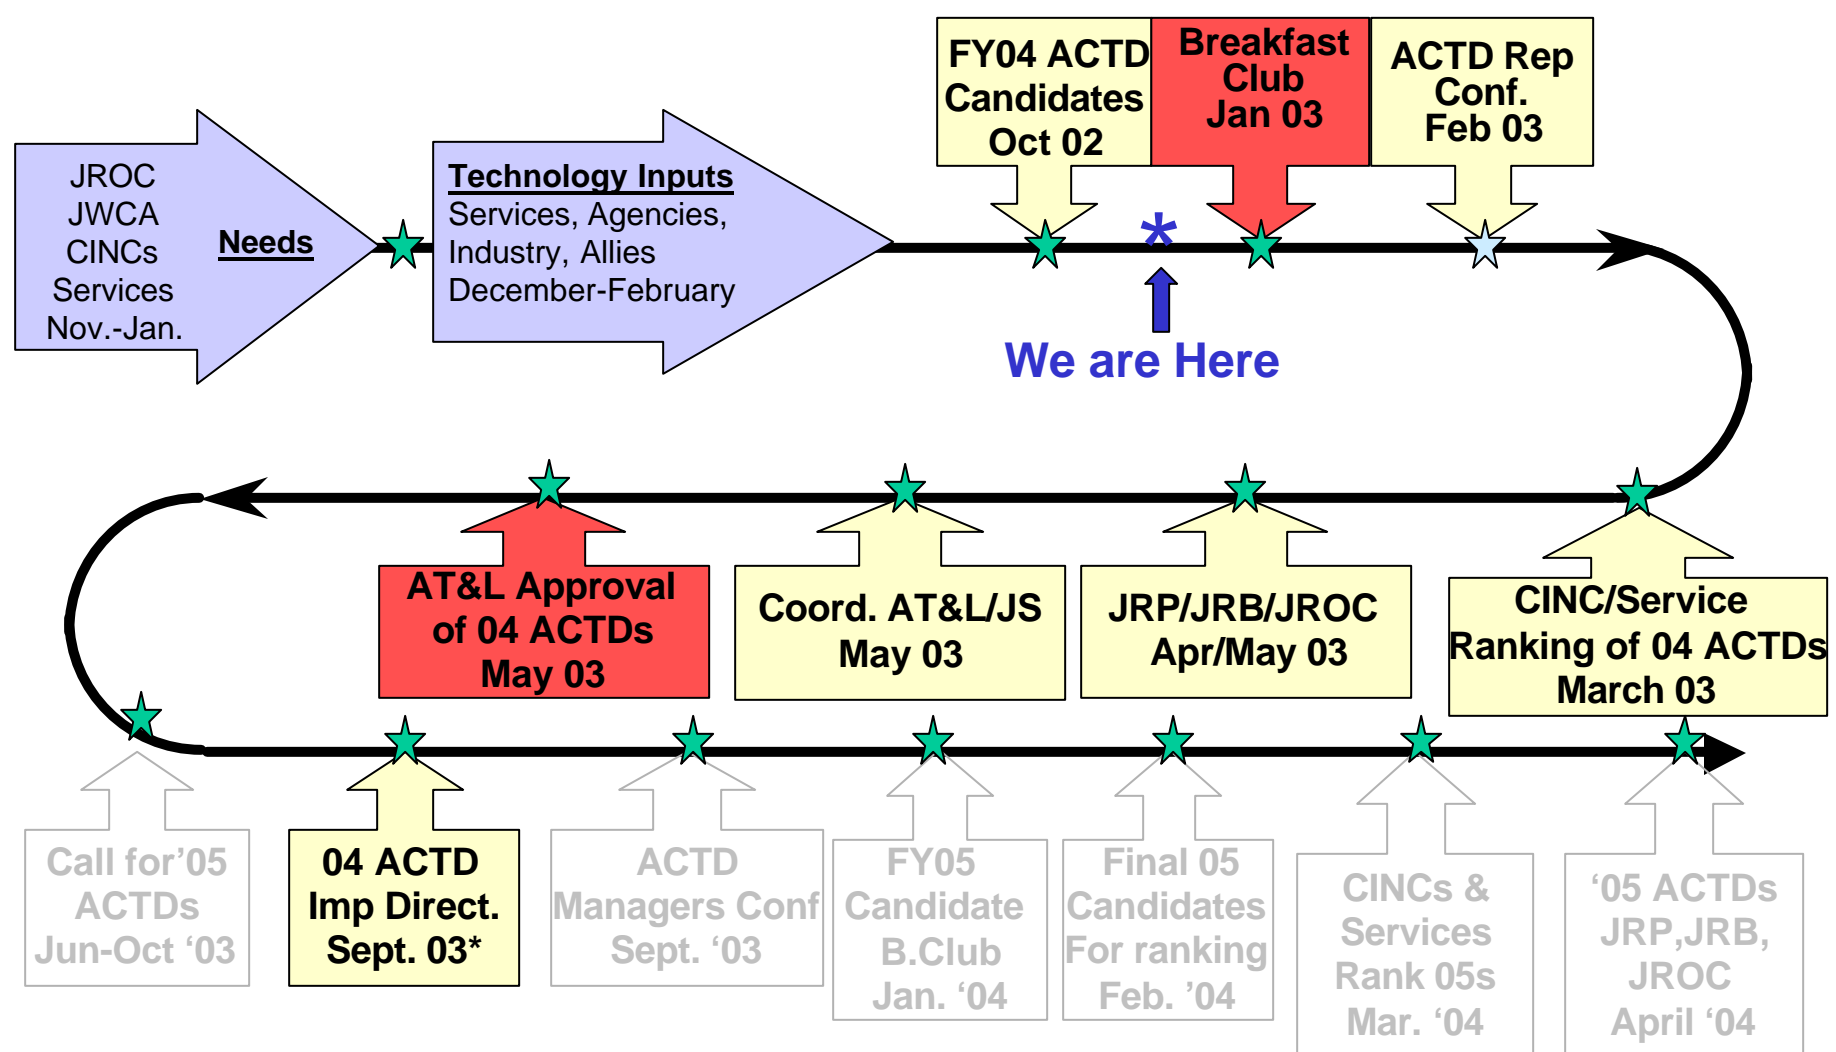 JROC
JWCA
CINCs
Services
Nov.-Jan.
Needs
Technology Inputs
Services, Agencies,
Industry, Allies
December-February
FY04 ACTD
Candidates
Oct 02
Breakfast
Club
Jan 03
ACTD Rep
Conf.
Feb 03
*
We are Here
AT&L Approval
of 04 ACTDs
May 03
Coord. AT&L/JS
May 03
JRP/JRB/JROC
Apr/May 03
CINC/Service
Ranking of 04 ACTDs
March 03
Call for’05
ACTDs
Jun-Oct ‘03
04 ACTD
Imp Direct.
Sept. 03*
ACTD
Managers Conf
Sept. ‘03
FY05
Candidate
B.Club
Jan. ‘04
Final 05
Candidates
For ranking
Feb. ’04
CINCs &
Services
Rank 05s
Mar. ‘04
‘05 ACTDs
JRP,JRB,
JROC
April ‘04